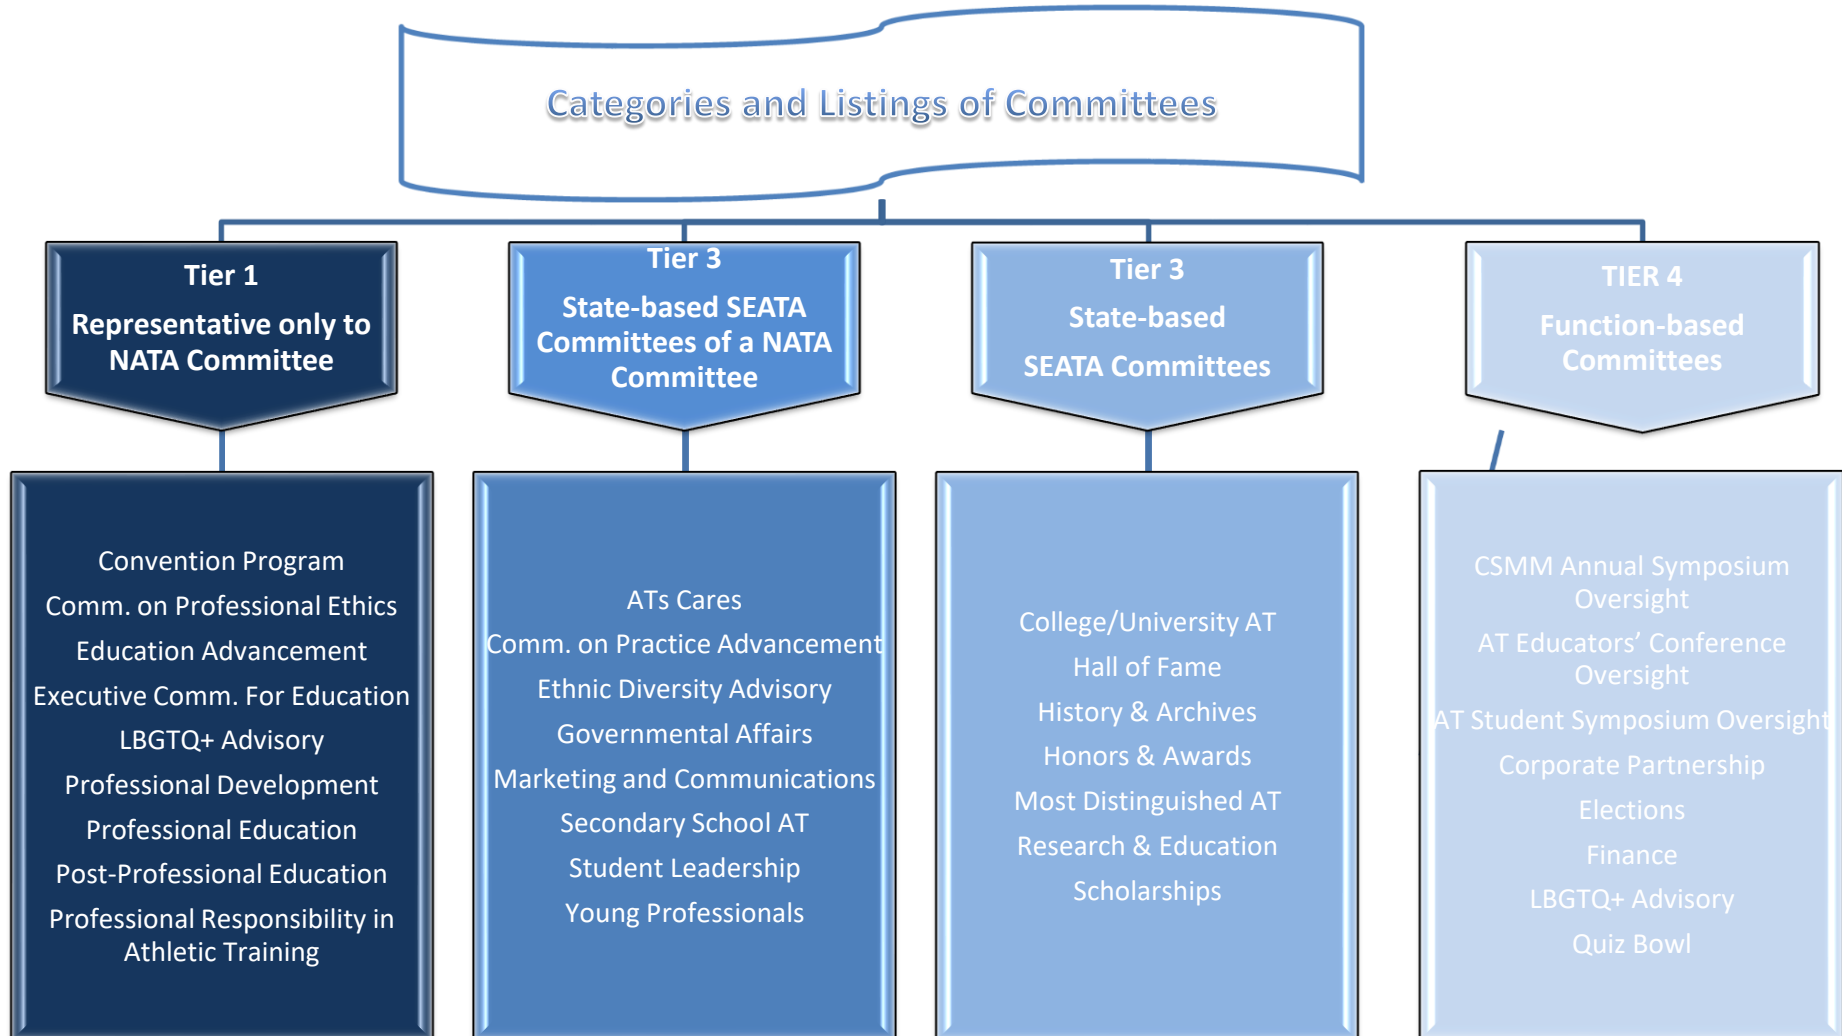 Categories and Listings of Committees
Tier 1
Representative only to
NATA Committee
Convention Program
Comm. on Professional Ethics
Education Advancement
Executive Comm. For Education
LBGTQ+ Advisory
Professional Development
Professional Education
Post-Professional Education
Professional Responsibility in
Athletic Training
Tier 3
State-based SEATA
Committees of a NATA
Committee
ATs Cares
Comm. on Practice Advancement
Ethnic Diversity Advisory
Governmental Affairs
Marketing and Communications
Secondary School AT
Student Leadership
Young Professionals
Tier 3
State-based
SEATA Committees
College/University AT
Hall of Fame
History & Archives
Honors & Awards
Most Distinguished AT
Research & Education
Scholarships
TIER 4
Function-based
Committees
CSMM Annual Symposium
Oversight
AT Educators’ Conference
Oversight
AT Student Symposium Oversight
Corporate Partnership
Elections
Finance
LBGTQ+ Advisory
Quiz Bowl